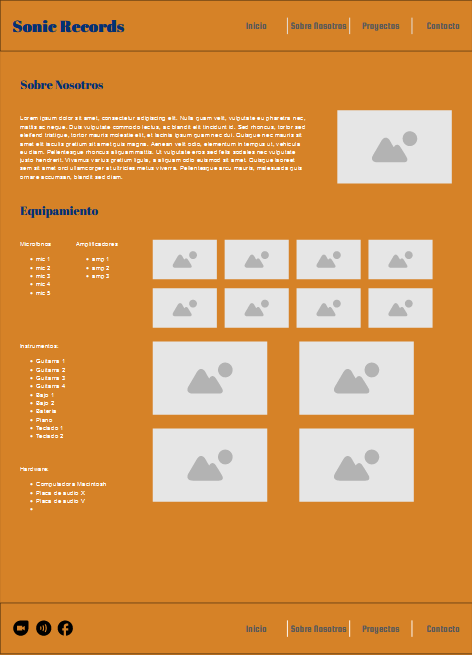 Sonic Records
Inicio
Sobre Nosotros
Proyectos
Contacto
Sobre Nosotros
Lorem ipsum dolor sit amet, consectetur adipiscing elit. Nulla quam velit, vulputate eu pharetra nec,
mattis ac neque. Duis vulputate commodo lectus, ac blandit elit tincidunt id. Sed rhoncus, tortor sed
eleifend tristique, tortor mauris molestie elit, et lacinia ipsum quam nec dui. Quisque nec mauris sit
amet elit iaculis pretium sit amet quis magna. Aenean velit odio, elementum in tempus ut, vehicula
eu diam. Pellentesque rhoncus aliquam mattis. Ut vulputate eros sed felis sodales nec vulputate
justo hendrerit. Vivamus varius pretium ligula, a aliquam odio euismod sit amet. Quisque laoreet
sem sit amet orci ullamcorper at ultricies metus viverra. Pellentesque arcu mauris, malesuada quis
ornare accumsan, blandit sed diam.
Equipamiento
Micrófonos
mic 1
mic 2
mic 3
mic 4
mic 5
Amplificadores
amp 1
amp 2
amp 3
Instrumentos:
Guitarra 1
Guitarra 2
Guitarra 3
Guitarra 4
Bajo 1
Bajo 2
Bateria
Piano
Teclado 1
Teclado 2
Hardware:
Computadora Macintosh
Placa de audio X
Placa de audio V
Inicio
Sobre Nosotros
Proyectos
Contacto